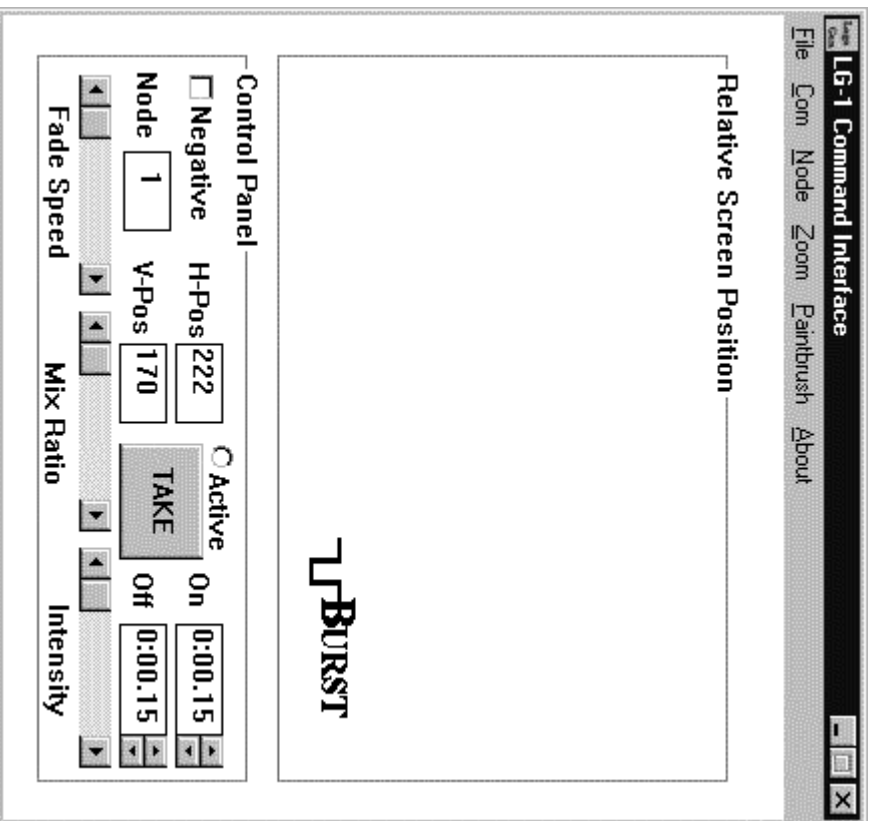 Logo
Gen
LG-1 Command Interface
File Com Node Zoom Paintbrush About
Relative Screen Position
BURST
Control Panel
Negative H-Pos 222 Active On 0:00.15
Node 1 V-Pos 170 TAKE Off 0:00.15
Fade Speed Mix Ratio Intensity